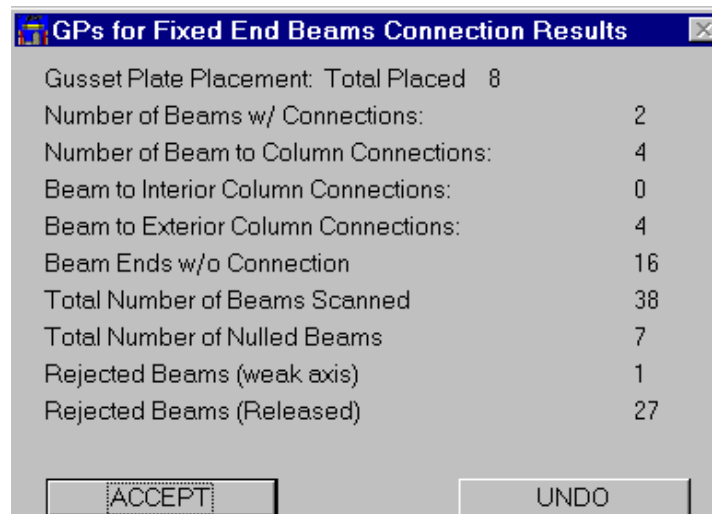 GPs for Fixed End Beams Connection Results
Gusset Plate Placement: Total Placed 8
Number of Beams w/ Connections: 2
Number of Beam to Column Connections: 4
Beam to Interior Column Connections: 0
Beam to Exterior Column Connections: 4
Beam Ends w/o Connection 16
Total Number of Beams Scanned 38
Total Number of Nulled Beams 7
Rejected Beams (weak axis) 1
Rejected Beams (Released) 27
ACCEPT UNDO